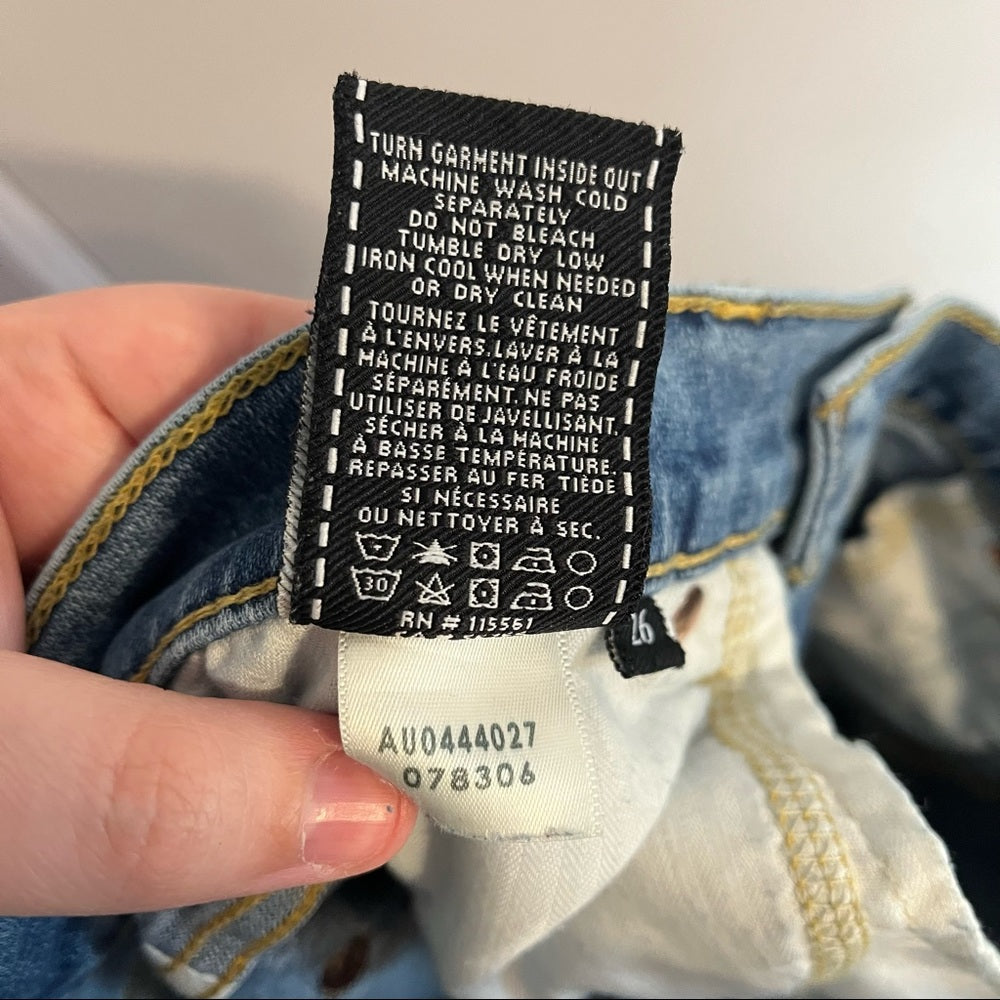 TURN GARMENT INSIDE OUT
MACHINE WASH COLD
SEPARATELY
DO NOT BLEACH
TUMBLE DRY LOW
IRON COOL WHEN NEEDED
OR DRY CLEAN
TOURNEZ LE VÊTEMENT
À L'ENVERS.LAVER À LA
MACHINE À L'EAU FROIDE
SÉPARÉMENT. NE PAS
UTILISER DE JAVELLISANT.
SÉCHER À LA MACHINE
À BASSE TEMPÉRATURE.
REPASSER AU FER TIÈDE
SI NÉCESSAIRE
OU NETTOYER À SEC.
30
RN # 115561
26
AU0444027
078306